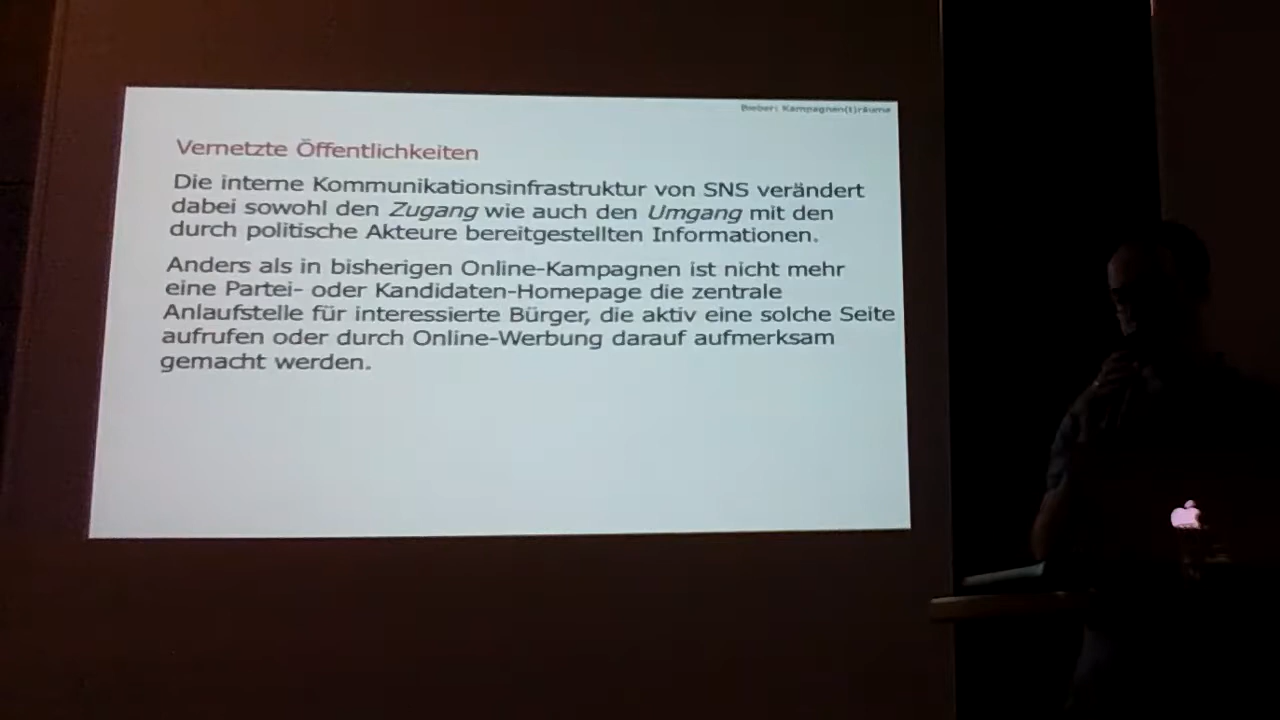 Bieber: Kampagnen(t)räume
Vernetzte Öffentlichkeiten
Die interne Kommunikationsinfrastruktur von SNS verändert
dabei sowohl den Zugang wie auch den Umgang mit den
durch politische Akteure bereitgestellten Informationen.
Anders als in bisherigen Online-Kampagnen ist nicht mehr
eine Partei- oder Kandidaten-Homepage die zentrale
Anlaufstelle für interessierte Bürger, die aktiv eine solche Seite
aufrufen oder durch Online-Werbung darauf aufmerksam
gemacht werden.